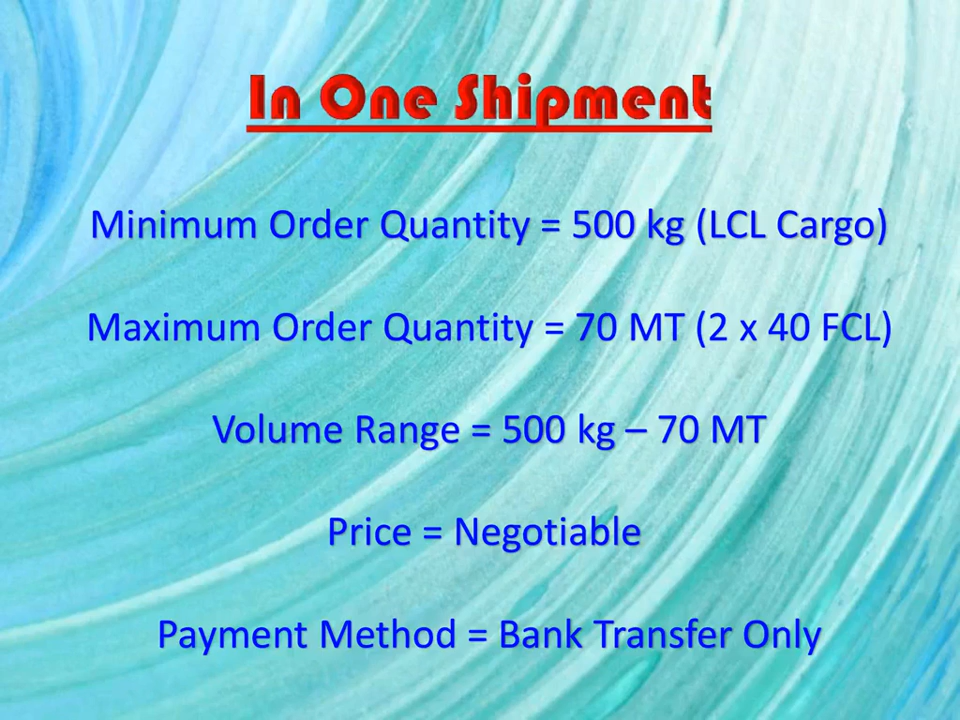 In One Shipment
Minimum Order Quantity = 500 kg (LCL Cargo)
Maximum Order Quantity = 70 MT (2 x 40 FCL)
Volume Range = 500 kg – 70 MT
Price = Negotiable
Payment Method = Bank Transfer Only